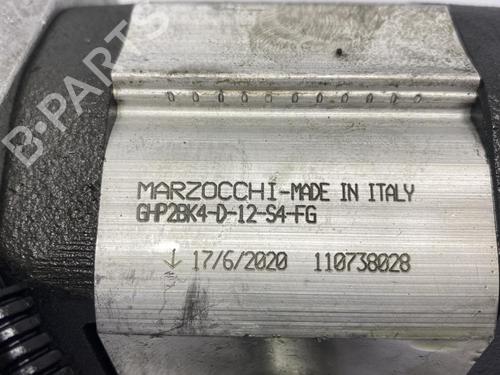 MARZOCCHI-MADE IN ITALY
GHP2BK4-D-12-S4-FG
↓ 17/6/2020 110738028
B-PARTS